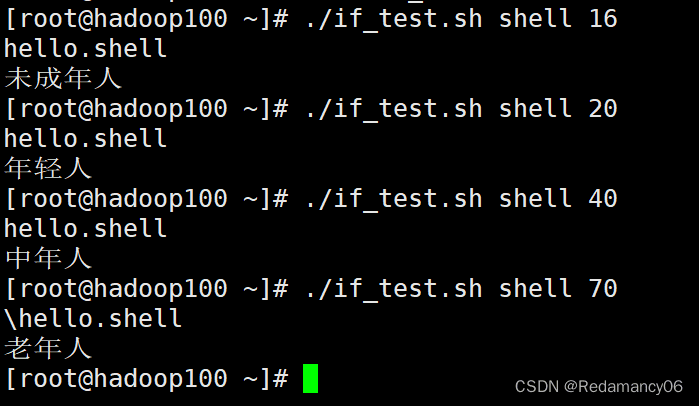 [root@hadoop100 ~]# ./if_test.sh shell 16
hello.shell
未成年人
[root@hadoop100 ~]# ./if_test.sh shell 20
hello.shell
年轻人
[root@hadoop100 ~]# ./if_test.sh shell 40
hello.shell
中年人
[root@hadoop100 ~]# ./if_test.sh shell 70
\hello.shell
老年人
[root@hadoop100 ~]#
CSDN @Redamancy06